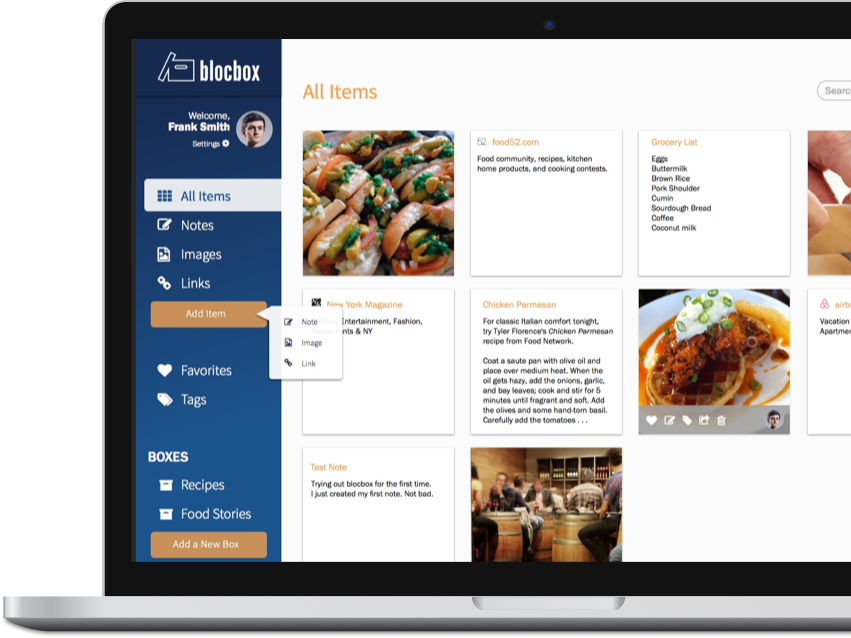 blocbox
Welcome,
Frank Smith
Settings
All Items
Notes
Images
Links
Add Item
Note
Image
Link
Favorites
Tags
BOXES
Recipes
Food Stories
Add a New Box
All Items
Searc
52 food52.com
Food community, recipes, kitchen
home products, and cooking contests.
Grocery List
Eggs
Buttermilk
Brown Rice
Pork Shoulder
Cumin
Sourdough Bread
Coffee
Coconut milk
New York Magazine
Entertainment, Fashion,
& NY
Chicken Parmesan
For classic Italian comfort tonight,
try Tyler Florence's Chicken Parmesan
recipe from Food Network.
Coat a saute pan with olive oil and
place over medium heat. When the
oil gets hazy, add the onions, garlic,
and bay leaves; cook and stir for 5
minutes until fragrant and soft. Add
the olives and some hand-torn basil.
Carefully add the tomatoes . . .
airb
Vacation
Apartmen
Test Note
Trying out blocbox for the first time.
I just created my first note. Not bad.